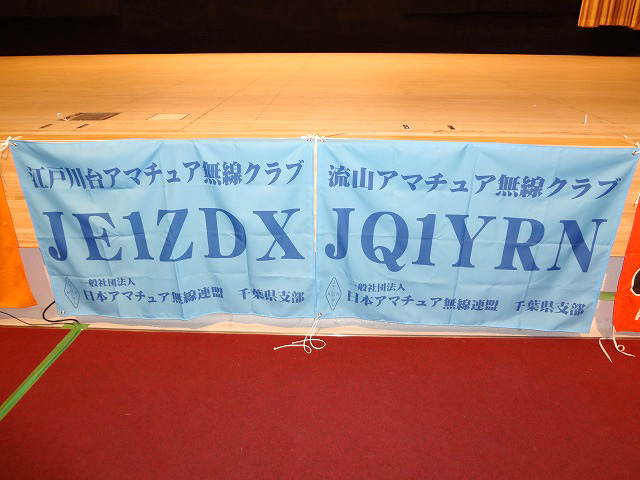 江戸川台アマチュア無線クラブ
JE1ZDX
一般社団法人
日本アマチュア無線連盟 千葉県支部
流山アマチュア無線クラブ
JQ1YRN
一般社団法人
日本アマチュア無線連盟 千葉県支部